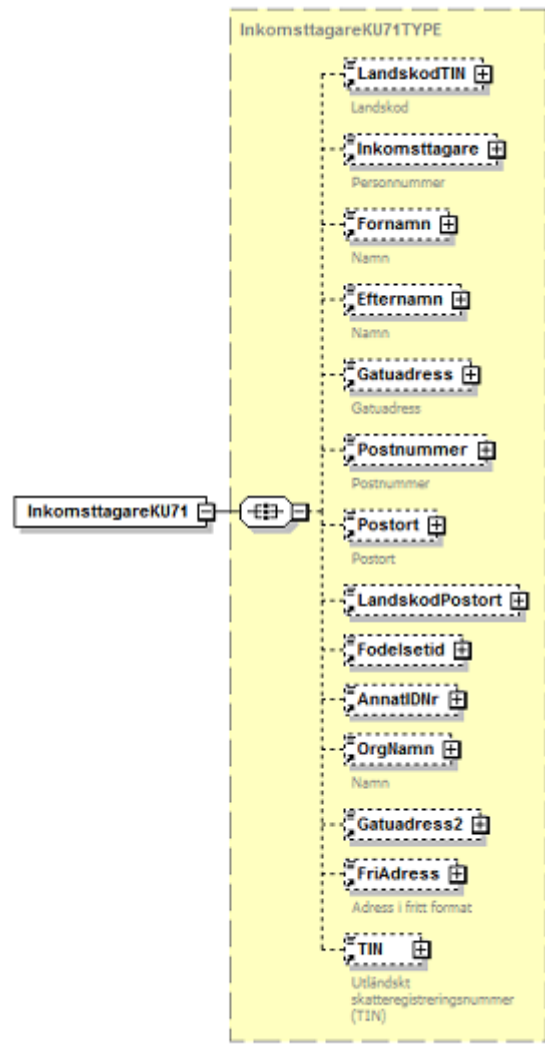 InkomsttagareKU71TYPE
LandskodTIN
Landskod
Inkomsttagare
Personnummer
Fornamn
Namn
Efternamn
Namn
Gatuadress
Gatuadress
Postnummer
Postnummer
InkomsttagareKU71
Postort
Postort
LandskodPostort
Fodelsetid
AnnatIDNr
OrgNamn
Namn
Gatuadress2
FriAdress
Adress i fritt format
TIN
Utländskt
skatteregistreringsnummer
(TIN)